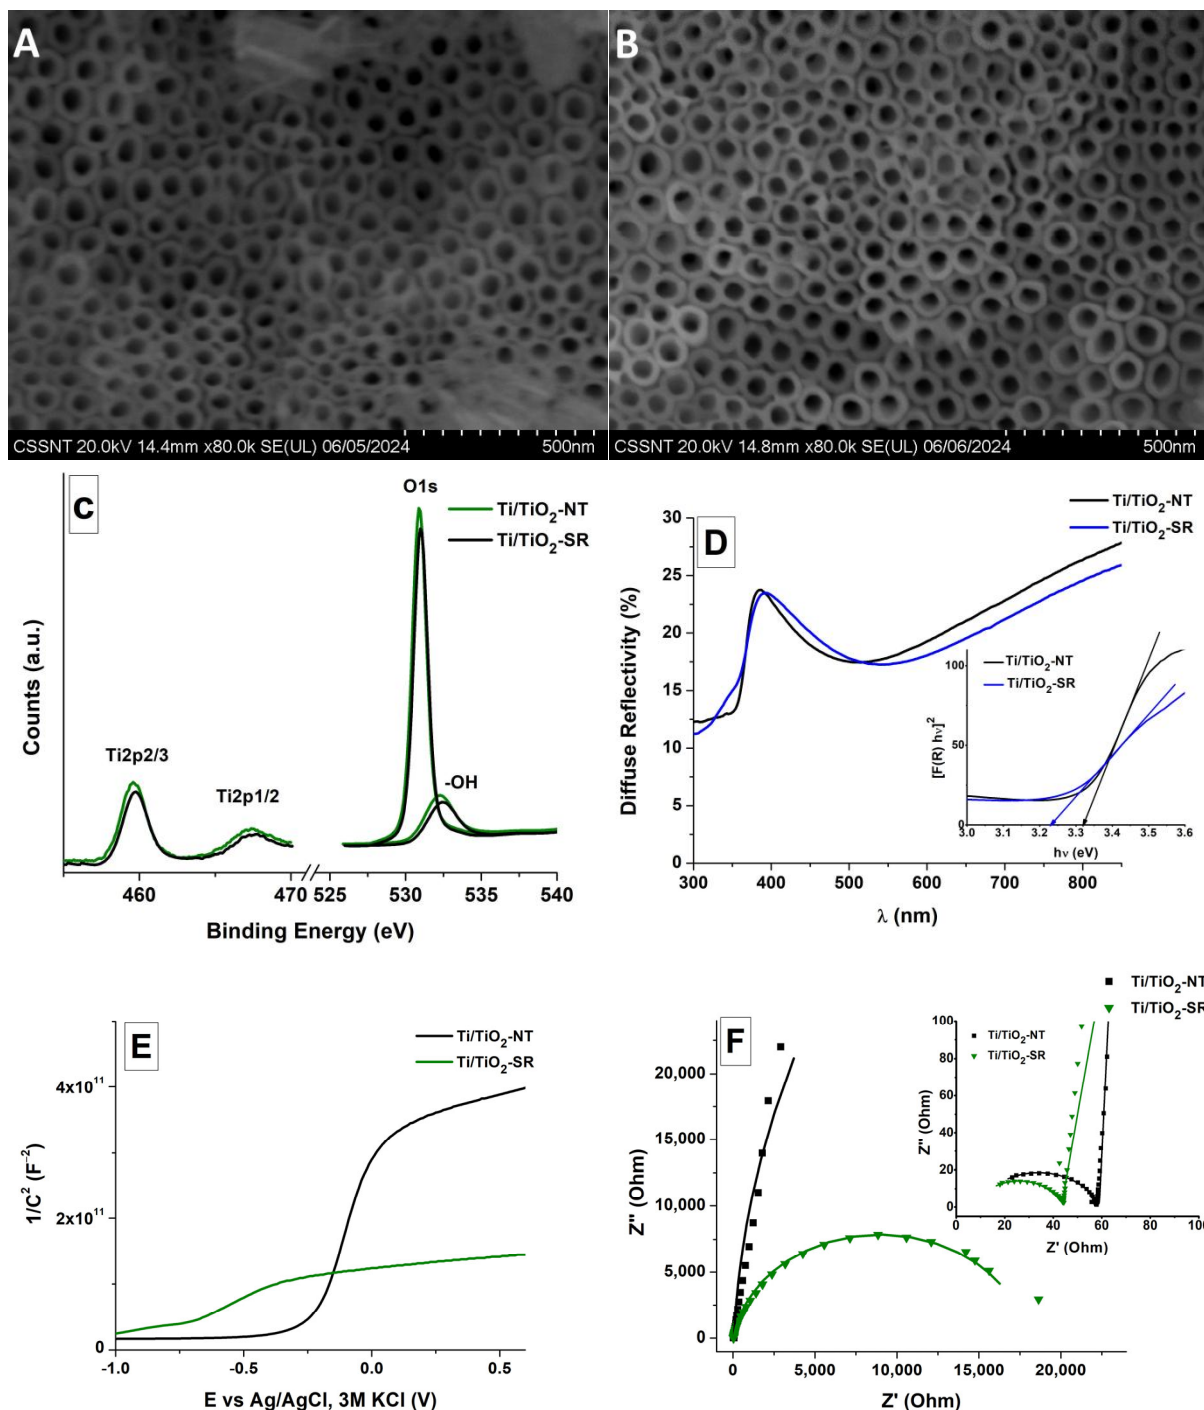 A
B
CSSNT 20.0kV 14.4mm x80.0k SE(UL) 06/05/2024 500nm
CSSNT 20.0kV 14.8mm x80.0k SE(UL) 06/06/2024 500nm
C
O1s
Ti/TiO₂-NT
Ti/TiO₂-SR
-OH
Ti2p2/3
Ti2p1/2
Counts (a.u.)
460 470 525 530 535 540
Binding Energy (eV)
D
Ti/TiO₂-NT
Ti/TiO₂-SR
30
25
20
15
10
5
0
Diffuse Reflectivity (%)
300 400 500 600 700 800
λ (nm)
Ti/TiO₂-NT
Ti/TiO₂-SR
100
50
0
[F(R) hν]²
3.0 3.1 3.2 3.3 3.4 3.5 3.6
hν (eV)
E
Ti/TiO₂-NT
Ti/TiO₂-SR
4x10¹¹
2x10¹¹
0
1/C² (F⁻²)
-1.0 -0.5 0.0 0.5
E vs Ag/AgCl, 3M KCl (V)
F
Ti/TiO₂-NT
Ti/TiO₂-SR
20,000
15,000
10,000
5,000
0
Z'' (Ohm)
0 5,000 10,000 15,000 20,000
Z' (Ohm)
Ti/TiO₂-NT
Ti/TiO₂-SR
100
80
60
40
20
0
Z'' (Ohm)
0 20 40 60 80 100
Z' (Ohm)